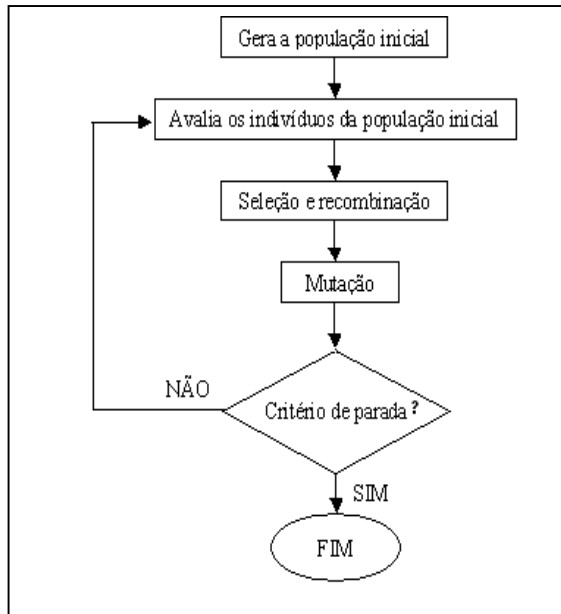 Gera a população inicial
Avalia os indivíduos da população inicial
Seleção e recombinação
Mutação
NÃO
Critério de parada?
SIM
FIM